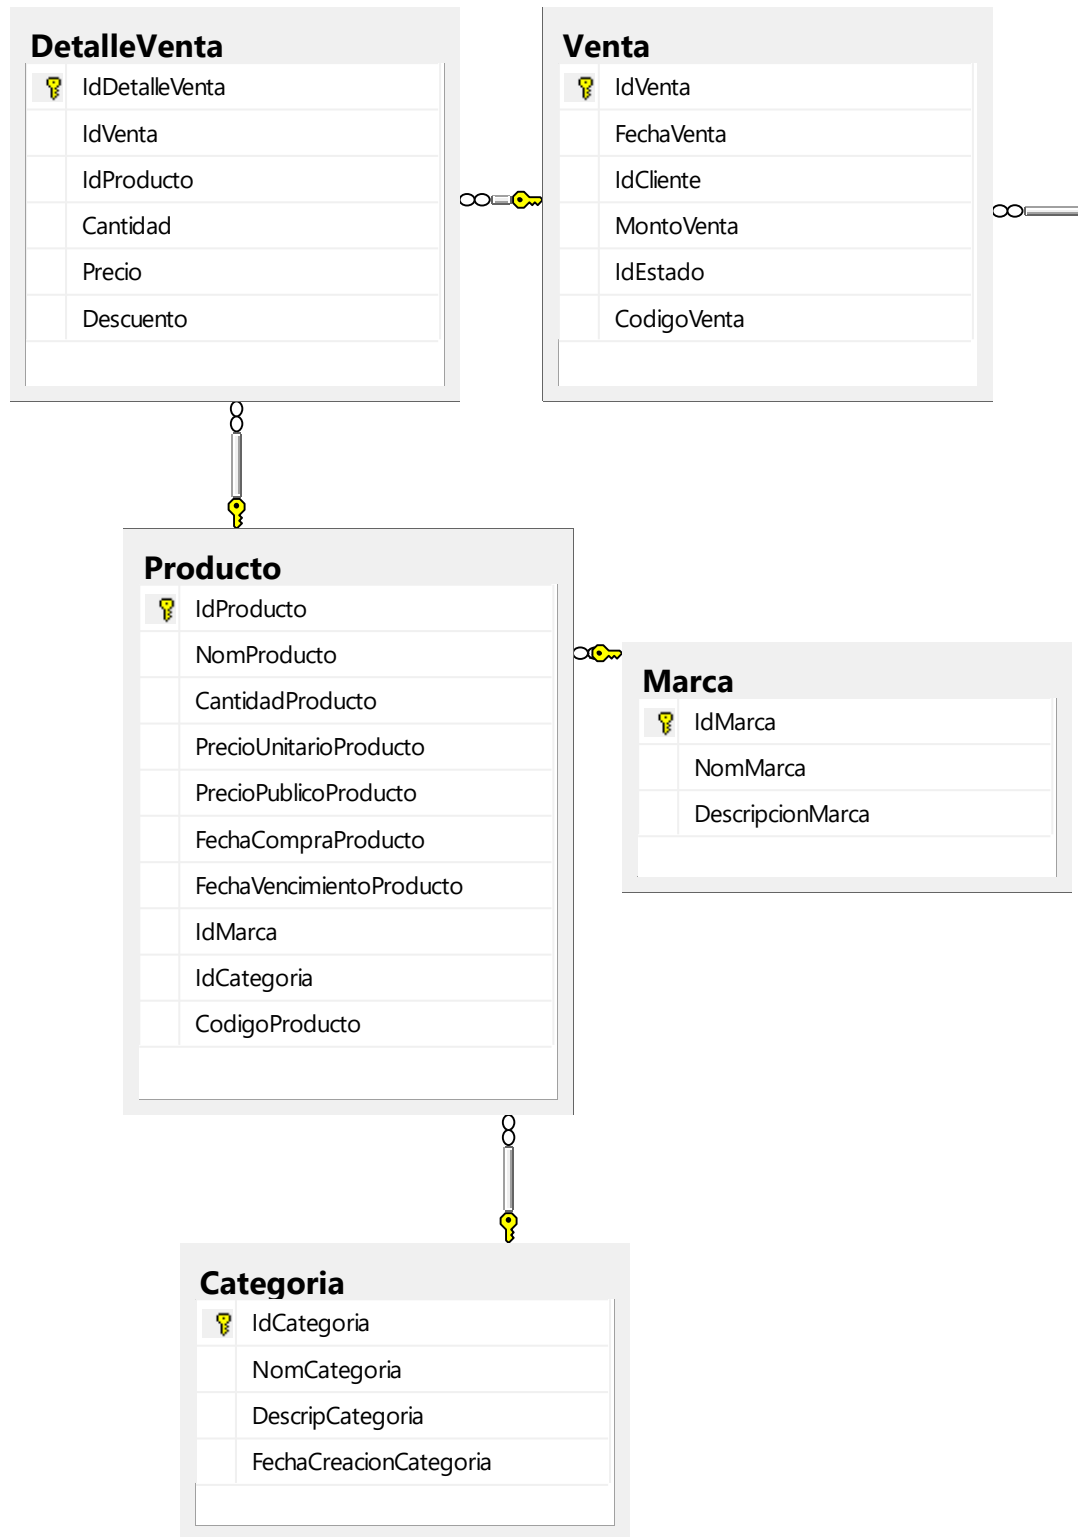 DetalleVenta
IdDetalleVenta
IdVenta
IdProducto
Cantidad
Precio
Descuento
Venta
IdVenta
FechaVenta
IdCliente
MontoVenta
IdEstado
CodigoVenta
Producto
IdProducto
NomProducto
CantidadProducto
PrecioUnitarioProducto
PrecioPublicoProducto
FechaCompraProducto
FechaVencimientoProducto
IdMarca
IdCategoria
CodigoProducto
Marca
IdMarca
NomMarca
DescripcionMarca
Categoria
IdCategoria
NomCategoria
DescripCategoria
FechaCreacionCategoria